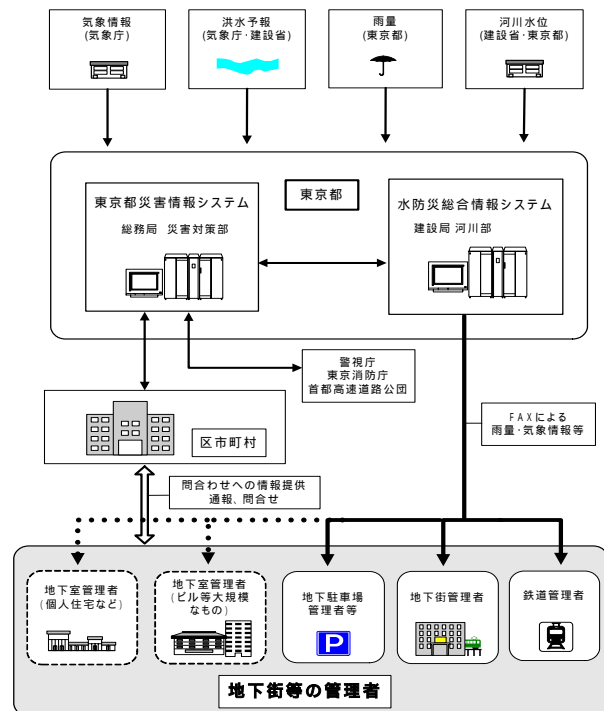 気象情報
(気象庁)
洪水予報
(気象庁・建設省)
雨量
(東京都)
河川水位
(建設省・東京都)
東京都
東京都災害情報システム
総務局 災害対策部
水防災総合情報システム
建設局 河川部
警視庁
東京消防庁
首都高速道路公団
区市町村
FAXによる
雨量・気象情報等
問合わせへの情報提供
通報、問合せ
地下室管理者
(個人住宅など)
地下室管理者
(ビル等大規模
なもの)
地下駐車場
管理者等
P
地下街管理者
鉄道管理者
地下街等の管理者